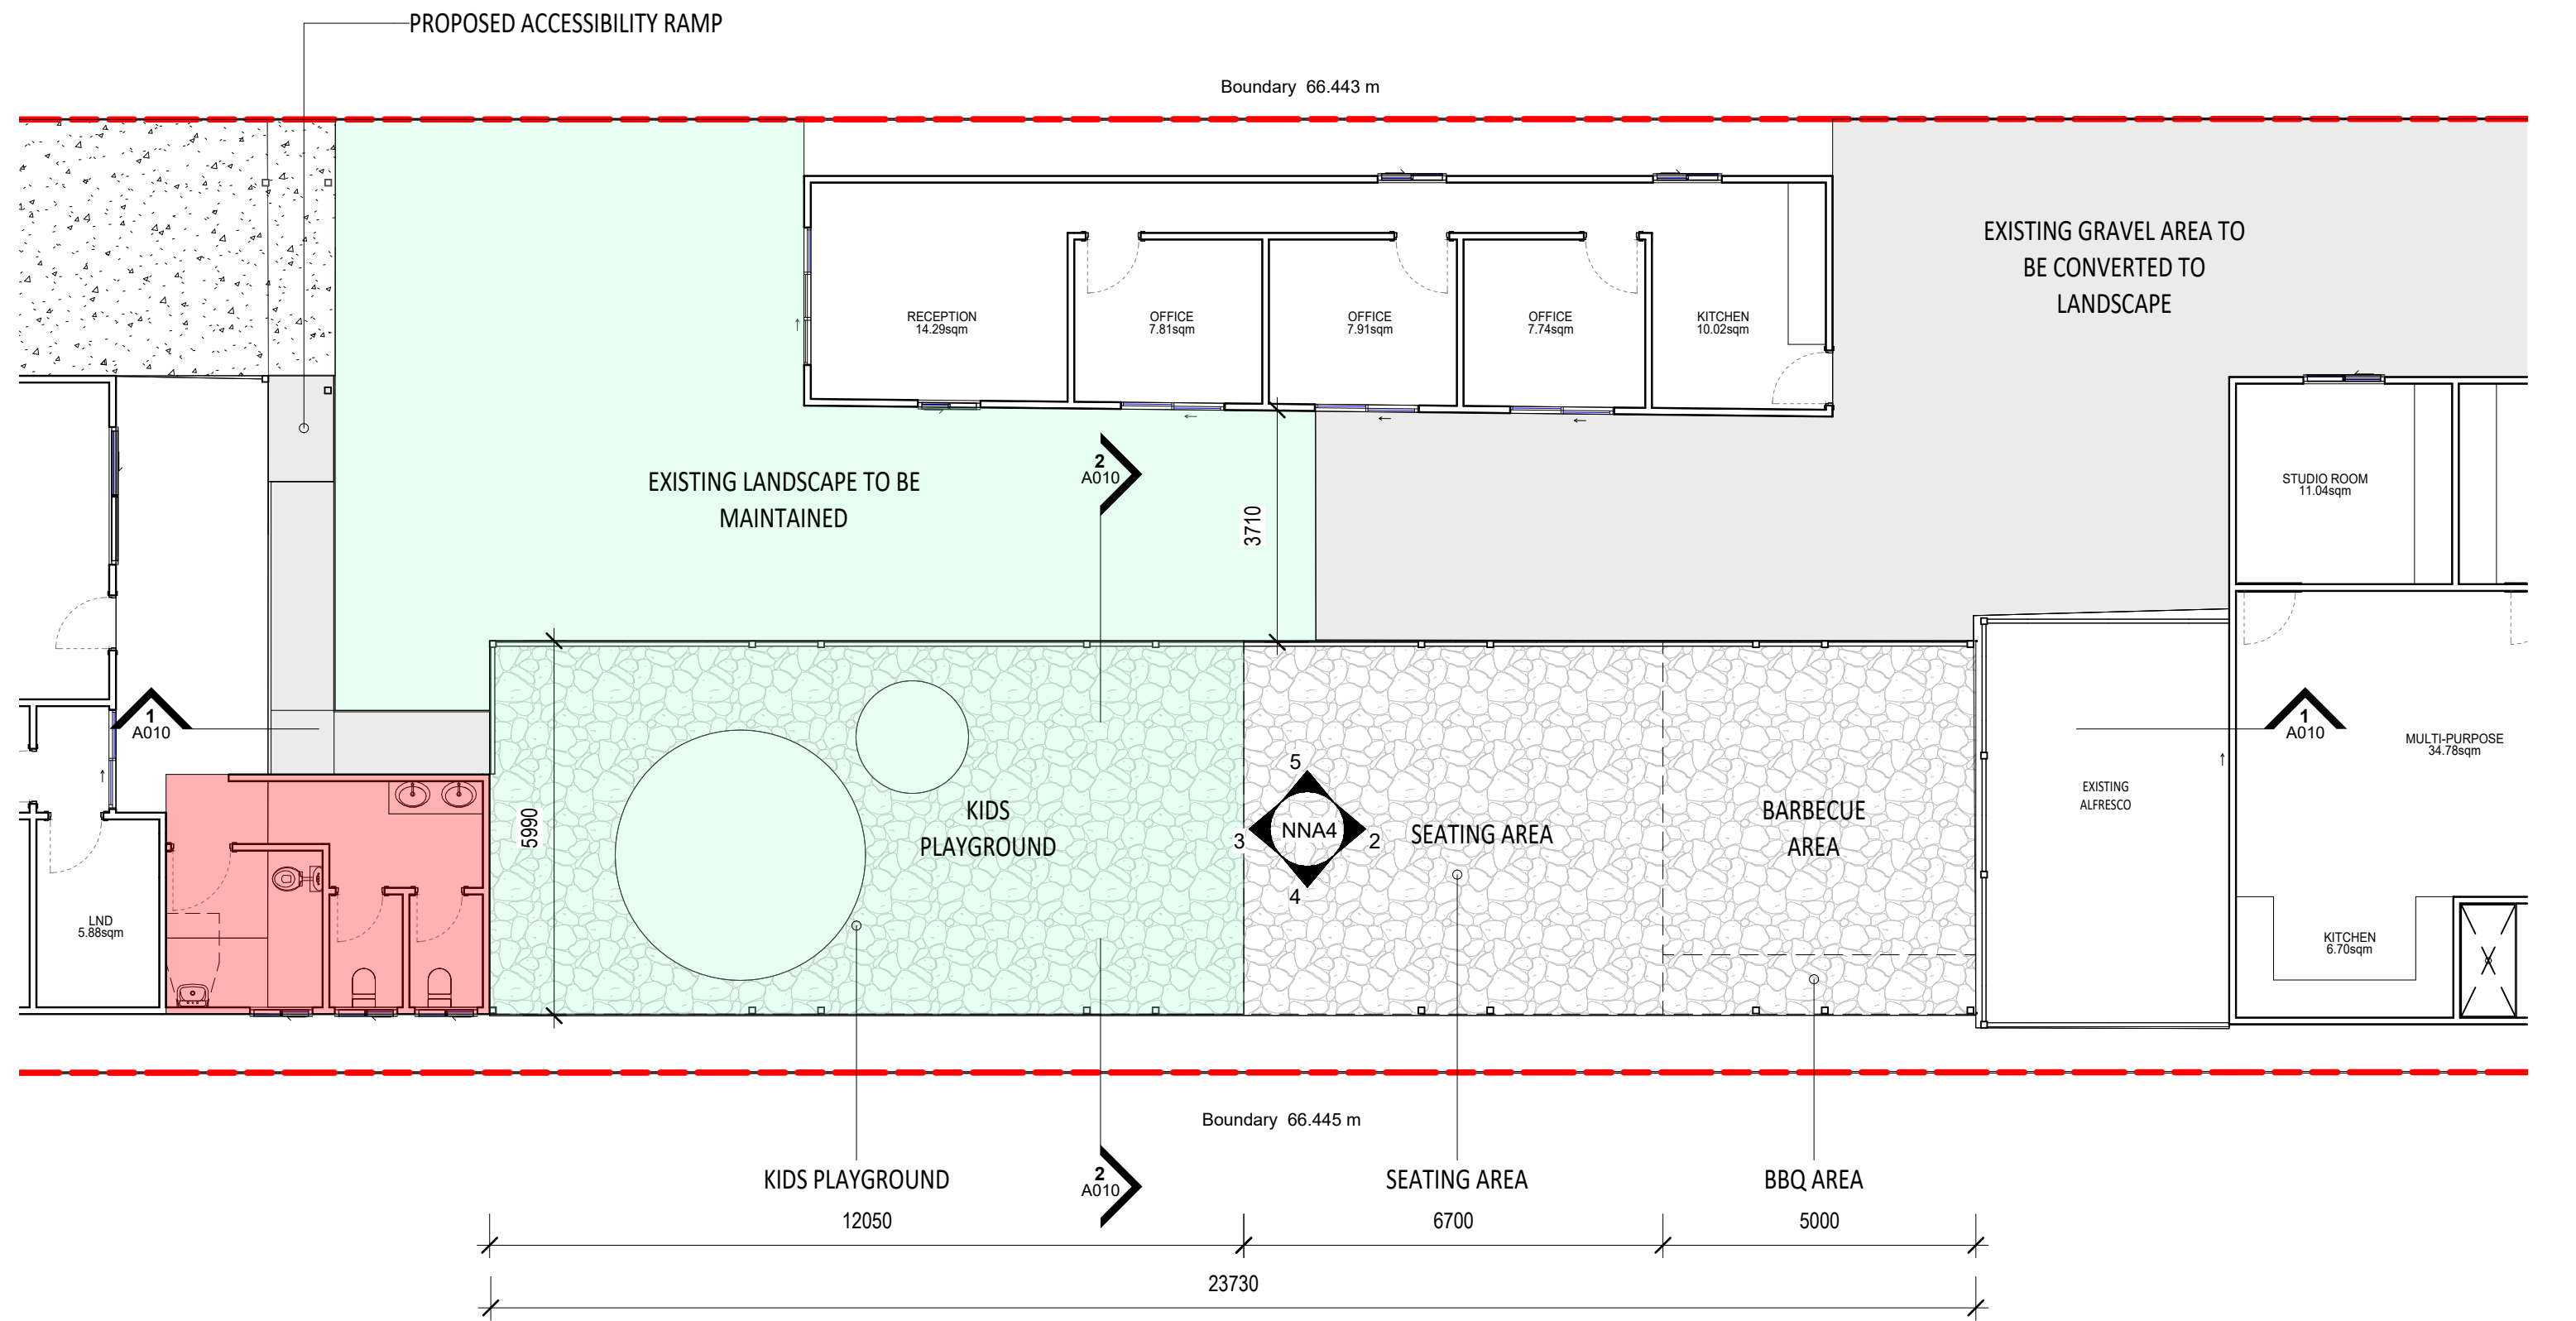 PROPOSED ACCESSIBILITY RAMP
Boundary 66.443 m
EXISTING GRAVEL AREA TO
BE CONVERTED TO
LANDSCAPE
RECEPTION
14.29sqm
OFFICE
7.81sqm
OFFICE
7.91sqm
OFFICE
7.74sqm
KITCHEN
10.02sqm
EXISTING LANDSCAPE TO BE
MAINTAINED
2
A010
3710
STUDIO ROOM
11.04sqm
1
A010
1
A010
MULTI-PURPOSE
34.78sqm
EXISTING
ALFRESCO
5990
KIDS
PLAYGROUND
5
3
NNA4
2
4
SEATING AREA
BARBECUE
AREA
LND
5.88sqm
KITCHEN
6.70sqm
Boundary 66.445 m
KIDS PLAYGROUND
2
A010
SEATING AREA
BBQ AREA
12050
6700
5000
23730